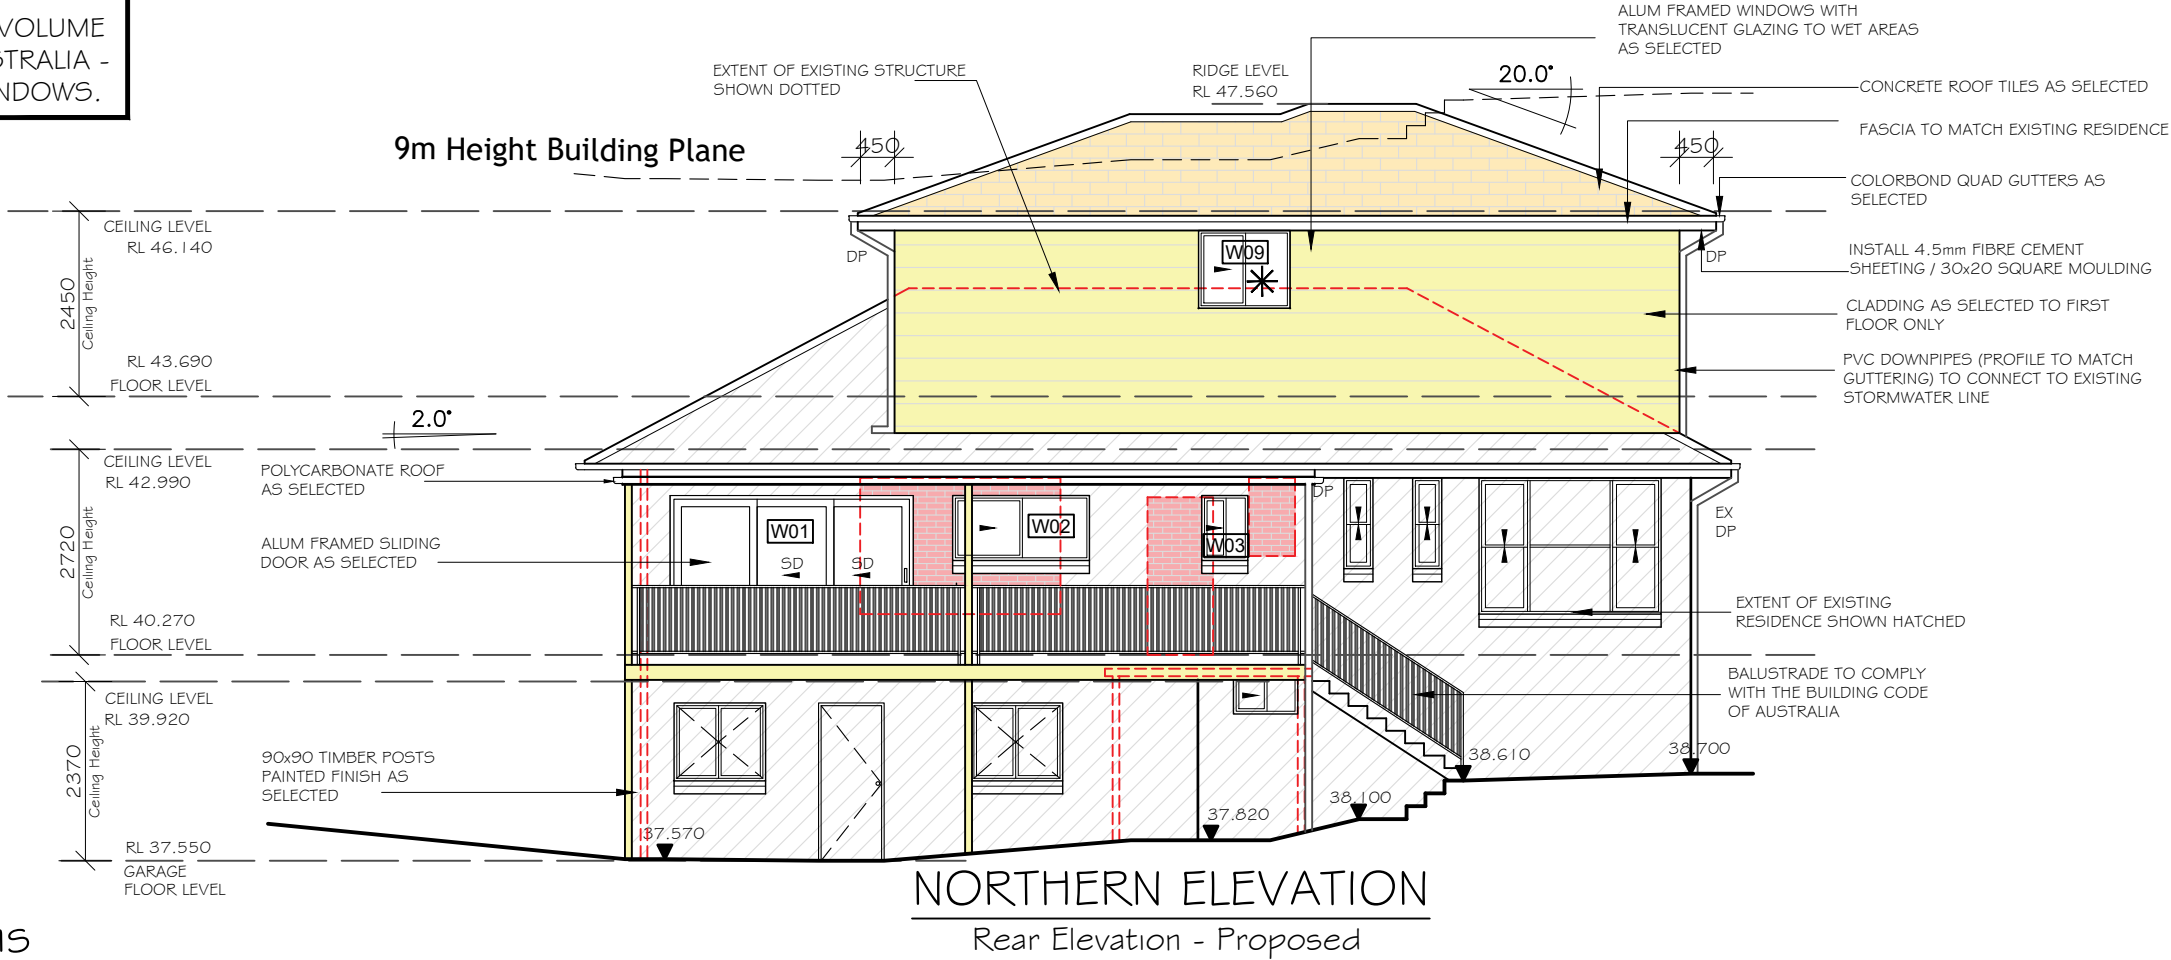 VOLUME
STRALIA -
NDOWS.
EXTENT OF EXISTING STRUCTURE
SHOWN DOTTED
RIDGE LEVEL
RL 47.560
ALUM FRAMED WINDOWS WITH
TRANSLUCENT GLAZING TO WET AREAS
AS SELECTED
20.0°
CONCRETE ROOF TILES AS SELECTED
9m Height Building Plane
450
450
FASCIA TO MATCH EXISTING RESIDENCE
COLORBOND QUAD GUTTERS AS
SELECTED
CEILING LEVEL
RL 46.140
DP
W09
DP
INSTALL 4.5mm FIBRE CEMENT
SHEETING / 30x20 SQUARE MOULDING
2450
Ceiling Height
CLADDING AS SELECTED TO FIRST
FLOOR ONLY
RL 43.690
FLOOR LEVEL
PVC DOWNPIPES (PROFILE TO MATCH
GUTTERING) TO CONNECT TO EXISTING
STORMWATER LINE
2.0°
CEILING LEVEL
RL 42.990
POLYCARBONATE ROOF
AS SELECTED
DP
EX
DP
W01
W02
W03
SD
SD
2720
Ceiling Height
ALUM FRAMED SLIDING
DOOR AS SELECTED
RL 40.270
FLOOR LEVEL
EXTENT OF EXISTING
RESIDENCE SHOWN HATCHED
BALUSTRADE TO COMPLY
WITH THE BUILDING CODE
OF AUSTRALIA
CEILING LEVEL
RL 39.920
2370
Ceiling Height
90x90 TIMBER POSTS
PAINTED FINISH AS
SELECTED
38.610
38.700
38.100
37.820
37.570
RL 37.550
GARAGE
FLOOR LEVEL
NORTHERN ELEVATION
Rear Elevation - Proposed